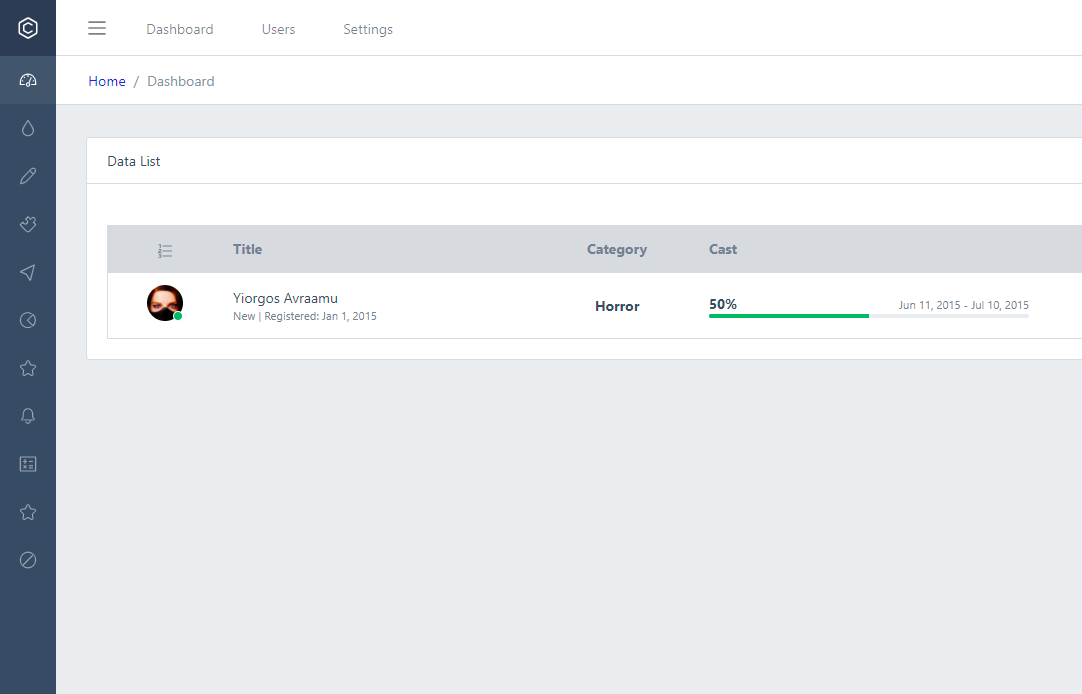 Dashboard Users Settings
Home / Dashboard
Data List
Title Category Cast
Yiorgos Avraamu
New | Registered: Jan 1, 2015
Horror
50%
Jun 11, 2015 - Jul 10, 2015